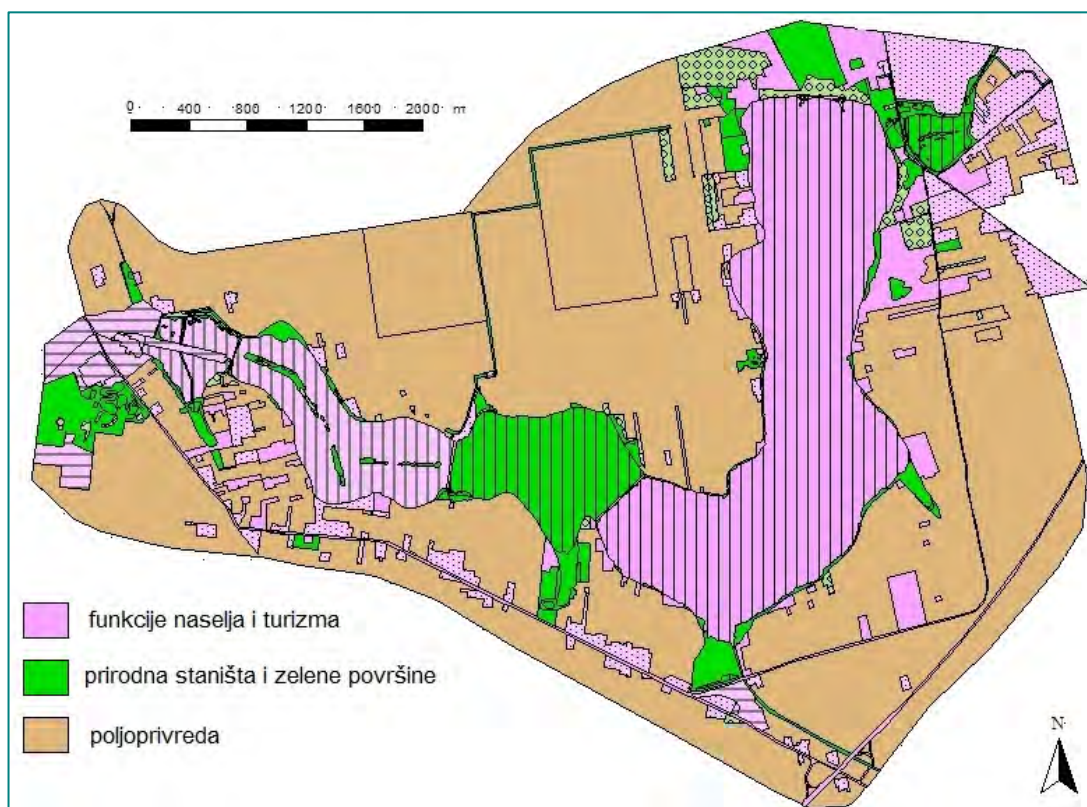 0 400 800 1200 1600 2000 m
funkcije naselja i turizma
prirodna staništa i zelene površine
poljoprivreda
N